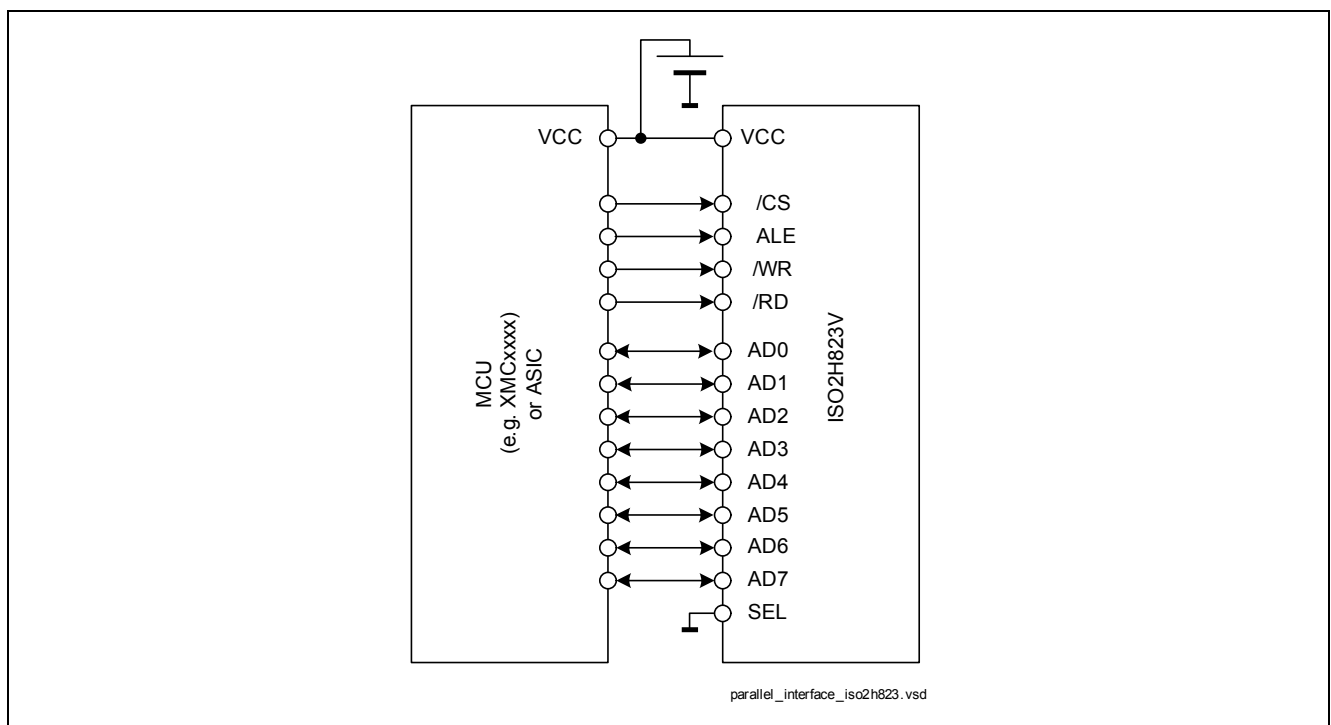 VCC
VCC
/CS
ALE
/WR
/RD
MCU
(e.g. XMCxxxx)
or ASIC
ISO2H823V
AD0
AD1
AD2
AD3
AD4
AD5
AD6
AD7
SEL
parallel_interface_iso2h823.vsd